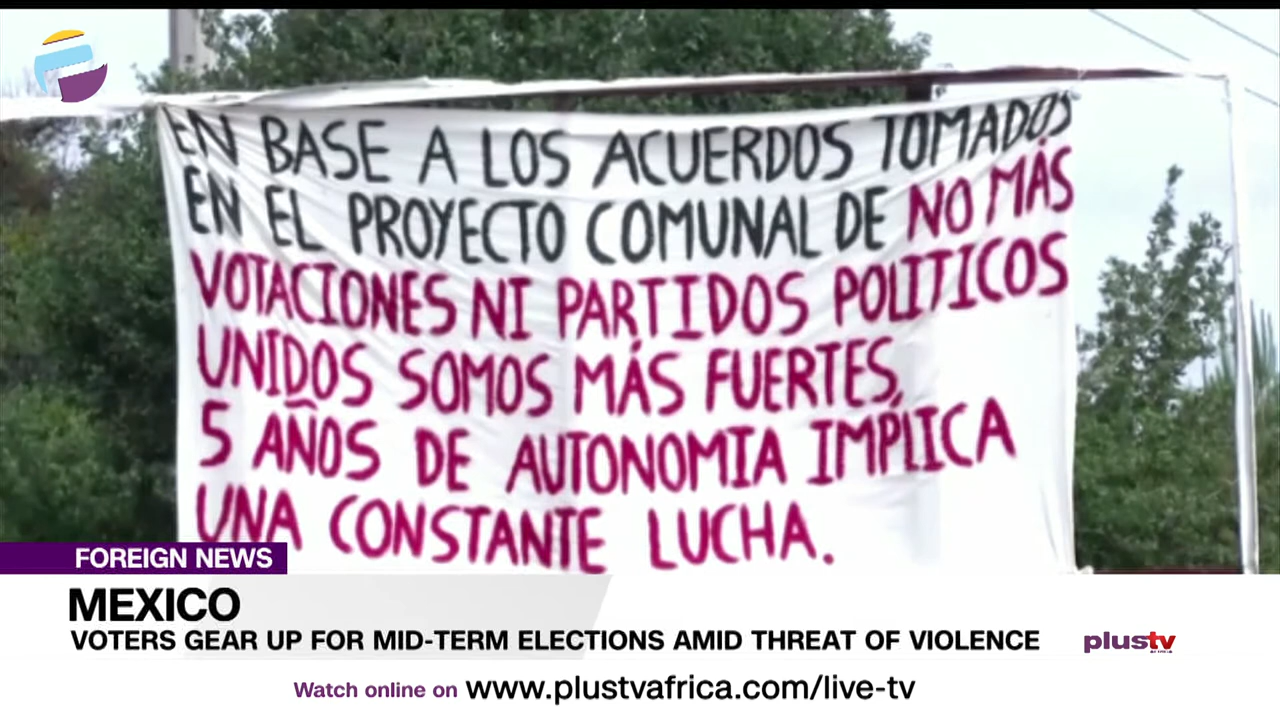 EN BASE A LOS ACUERDOS TOMADOS
EN EL PROYECTO COMUNAL DE NO MÁS
VOTACIONES NI PARTIDOS POLITICOS
UNIDOS SOMOS MÁS FUERTES,
5 AÑOS DE AUTONOMIA IMPLICA
UNA CONSTANTE LUCHA.
FOREIGN NEWS
MEXICO
VOTERS GEAR UP FOR MID-TERM ELECTIONS AMID THREAT OF VIOLENCE
plustv
Watch online on www.plustvafrica.com/live-tv